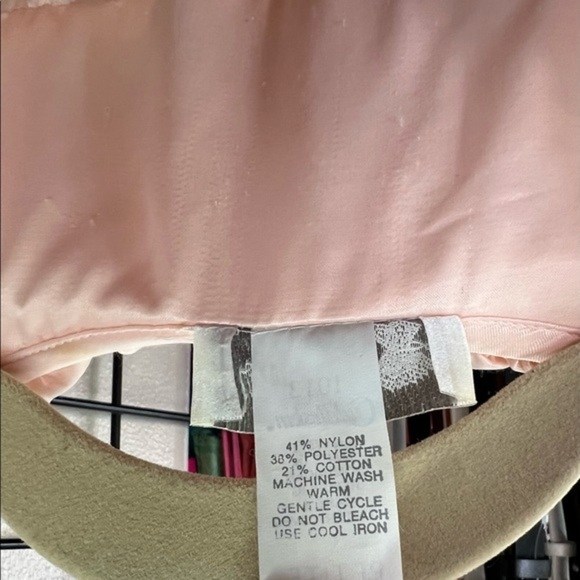 41% NYLON
38% POLYESTER
21% COTTON
MACHINE WASH
WARM
GENTLE CYCLE
DO NOT BLEACH
USE COOL IRON